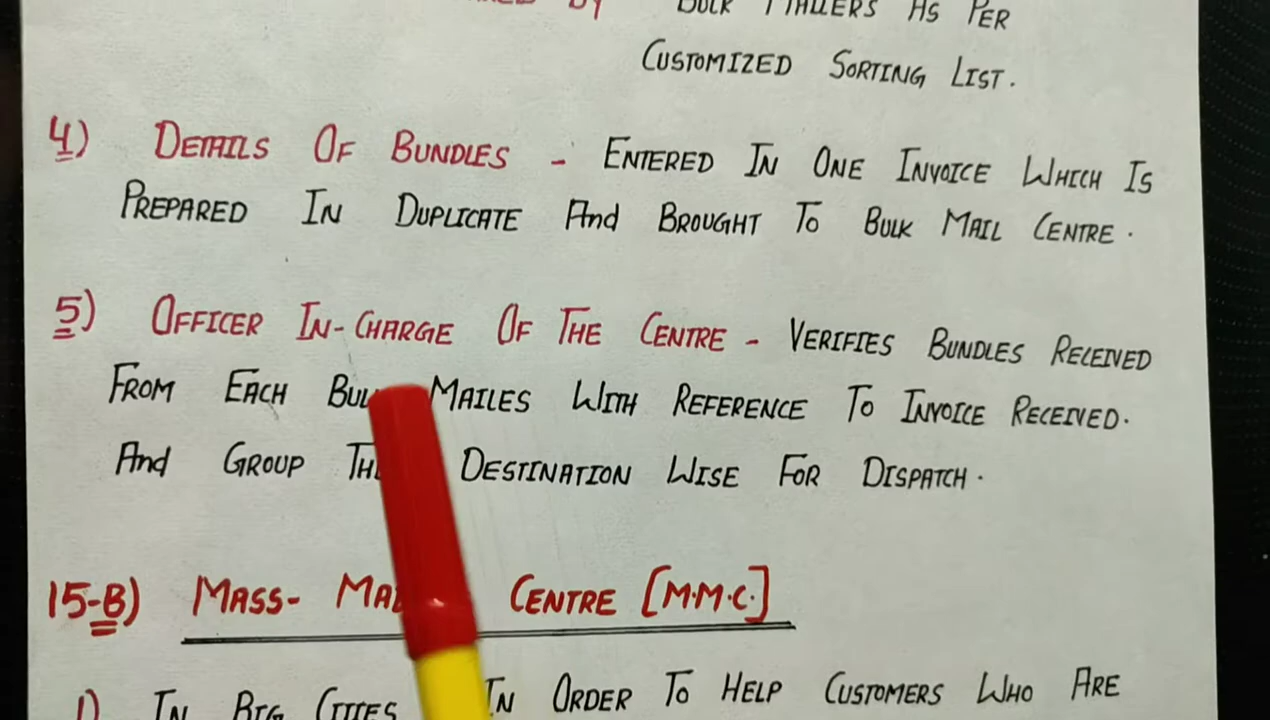 By Bulk Mailers As Per
Customized Sorting List.
4) Details Of Bundles - Entered In One Invoice Which Is
Prepared In Duplicate And Brought To Bulk Mail Centre.
5) Officer In-Charge Of The Centre - Verifies Bundles Received
From Each Mailes With Reference To Invoice Received.
And Group Destination Wise For Dispatch.
15-B) Mass- Centre [M.M.C.]
1) In Big Cities In Order To Help Customers Who Are